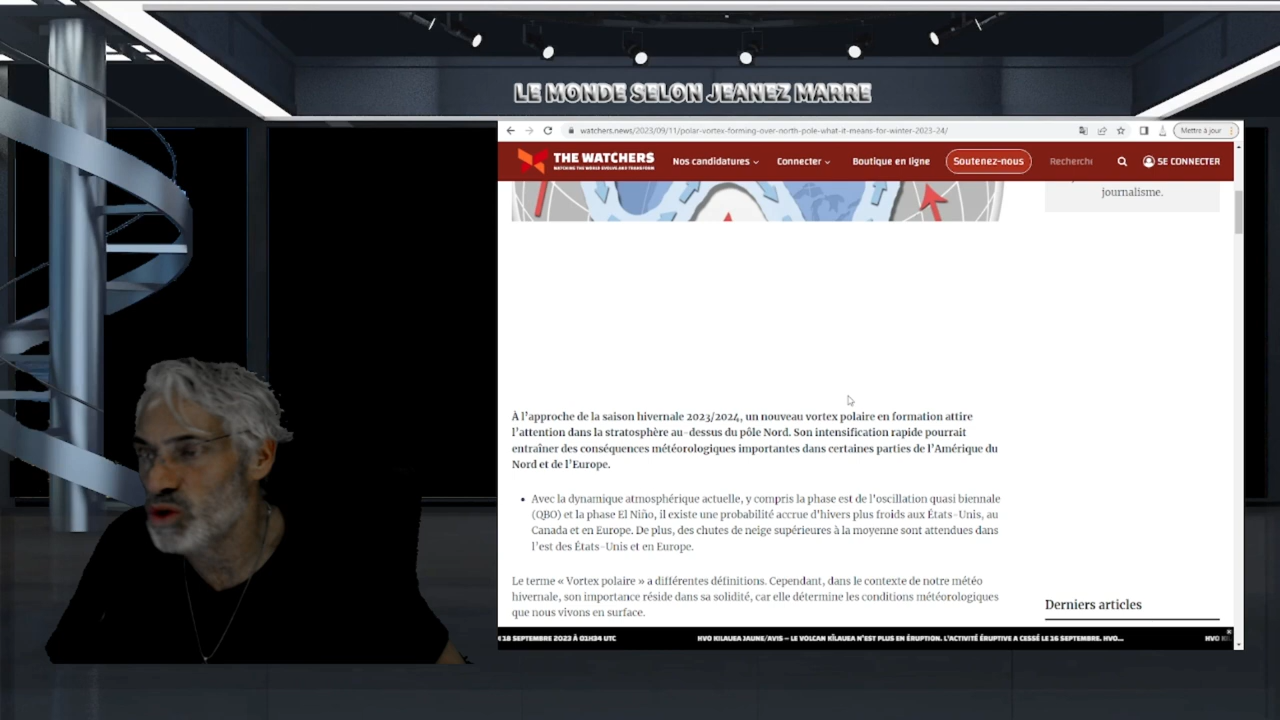 LE MONDE SELON JEANEZ MARRE
watchers.news/2023/09/11/polar-vortex-forming-over-north-pole-what-it-means-for-winter-2023-24/
Mettre à jour
THE WATCHERS
WATCHING THE WORLD EVOLVE AND TRANSFORM
Nos candidatures
Connecter
Boutique en ligne
Soutenez-nous
Recherche
SE CONNECTER
journalisme.
À l'approche de la saison hivernale 2023/2024, un nouveau vortex polaire en formation attire
l'attention dans la stratosphère au-dessus du pôle Nord. Son intensification rapide pourrait
entraîner des conséquences météorologiques importantes dans certaines parties de l'Amérique du
Nord et de l'Europe.
• Avec la dynamique atmosphérique actuelle, y compris la phase est de l'oscillation quasi biennale
(QBO) et la phase El Niño, il existe une probabilité accrue d'hivers plus froids aux États-Unis, au
Canada et en Europe. De plus, des chutes de neige supérieures à la moyenne sont attendues dans
l'est des États-Unis et en Europe.
Le terme « Vortex polaire » a différentes définitions. Cependant, dans le contexte de notre météo
hivernale, son importance réside dans sa solidité, car elle détermine les conditions météorologiques
que nous vivons en surface.
Derniers articles
18 SEPTEMBRE 2023 À 01H34 UTC
HVO KILAUEA JAUNE/AVIS – LE VOLCAN KĪLAUEA N'EST PLUS EN ÉRUPTION. L'ACTIVITÉ ÉRUPTIVE A CESSÉ LE 16 SEPTEMBRE. HVO...
HVO